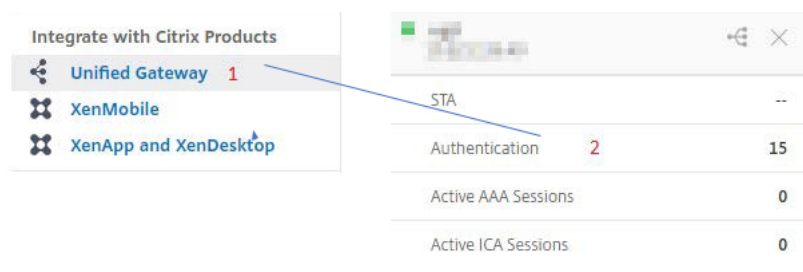 Integrate with Citrix Products
Unified Gateway 1
XenMobile
XenApp and XenDesktop
STA --
Authentication 2 15
Active AAA Sessions 0
Active ICA Sessions 0